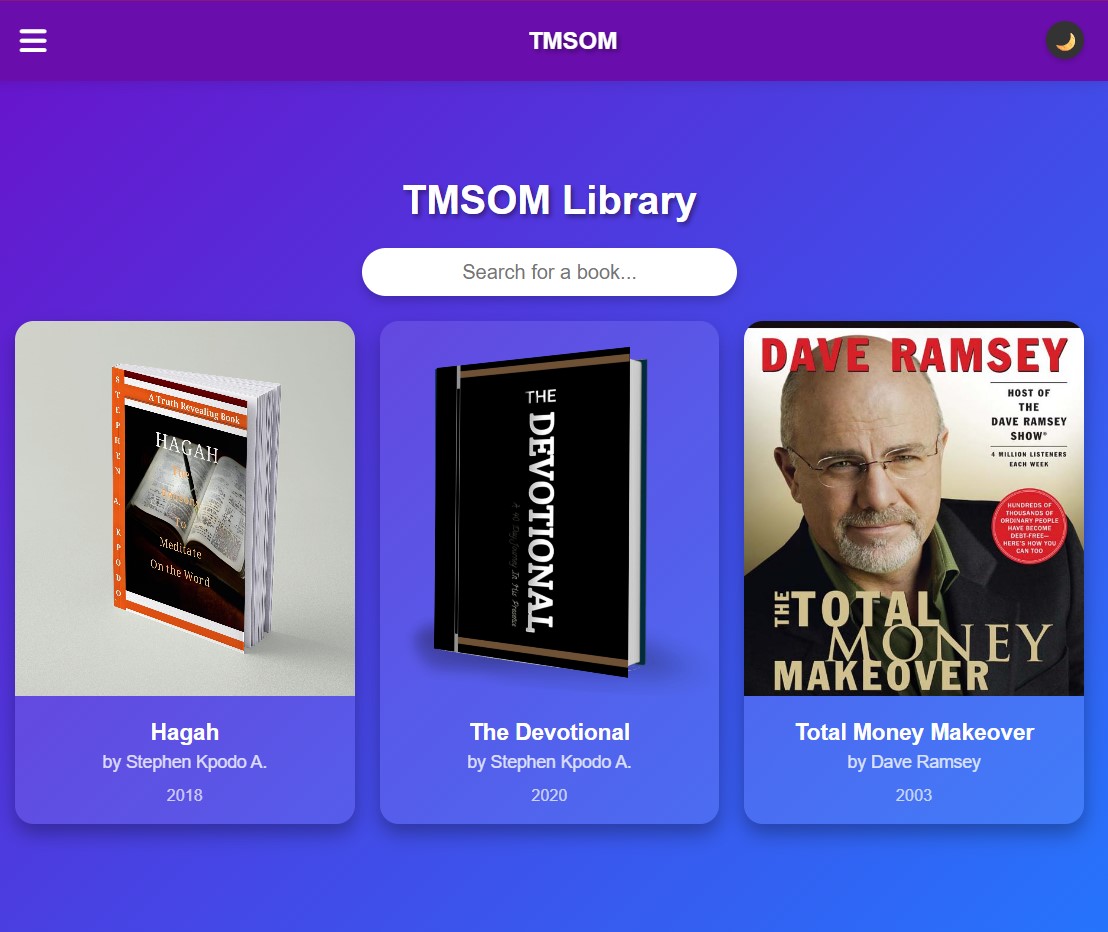 TMSOM
TMSOM Library
Search for a book...
STEPHEN A. KPODO
A Truth Revealing Book
HAGAH
To
Meditate
On the Word
Hagah
by Stephen Kpodo A.
2018
THE
DEVOTIONAL
In His Presence
The Devotional
by Stephen Kpodo A.
2020
DAVE RAMSEY
HOST OF
THE
DAVE RAMSEY
SHOW®
4 MILLION LISTENERS
EACH WEEK
HUNDREDS OF
THOUSANDS OF
ORDINARY PEOPLE
HAVE BECOME
DEBT-FREE—
HERE'S HOW YOU
CAN TOO
THE TOTAL
MONEY
MAKEOVER
Total Money Makeover
by Dave Ramsey
2003